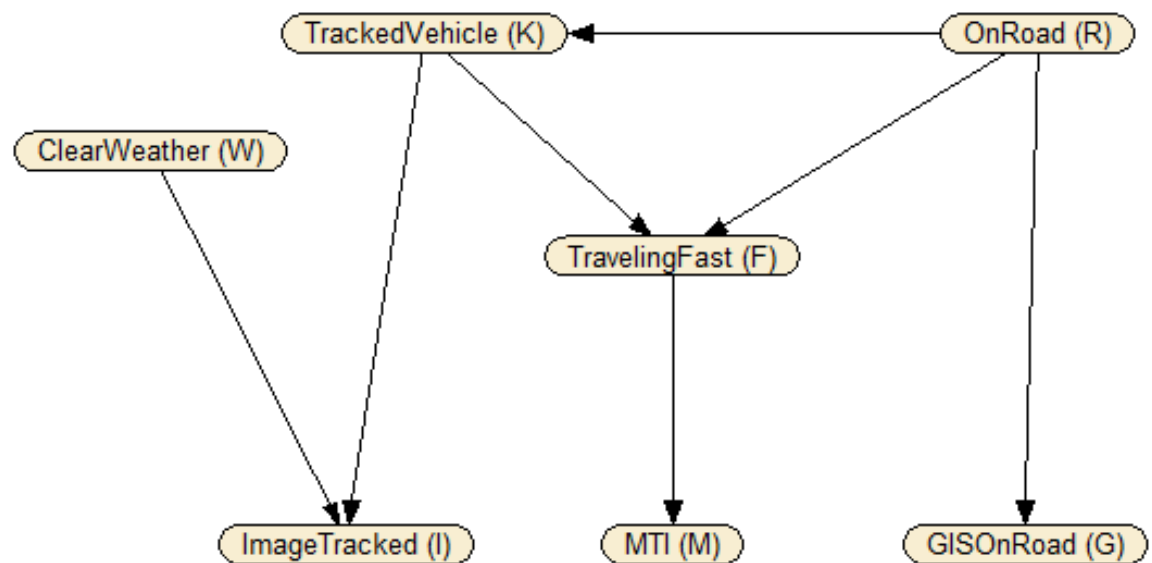 TrackedVehicle (K)
OnRoad (R)
ClearWeather (W)
TravelingFast (F)
ImageTracked (I)
MTI (M)
GISOnRoad (G)